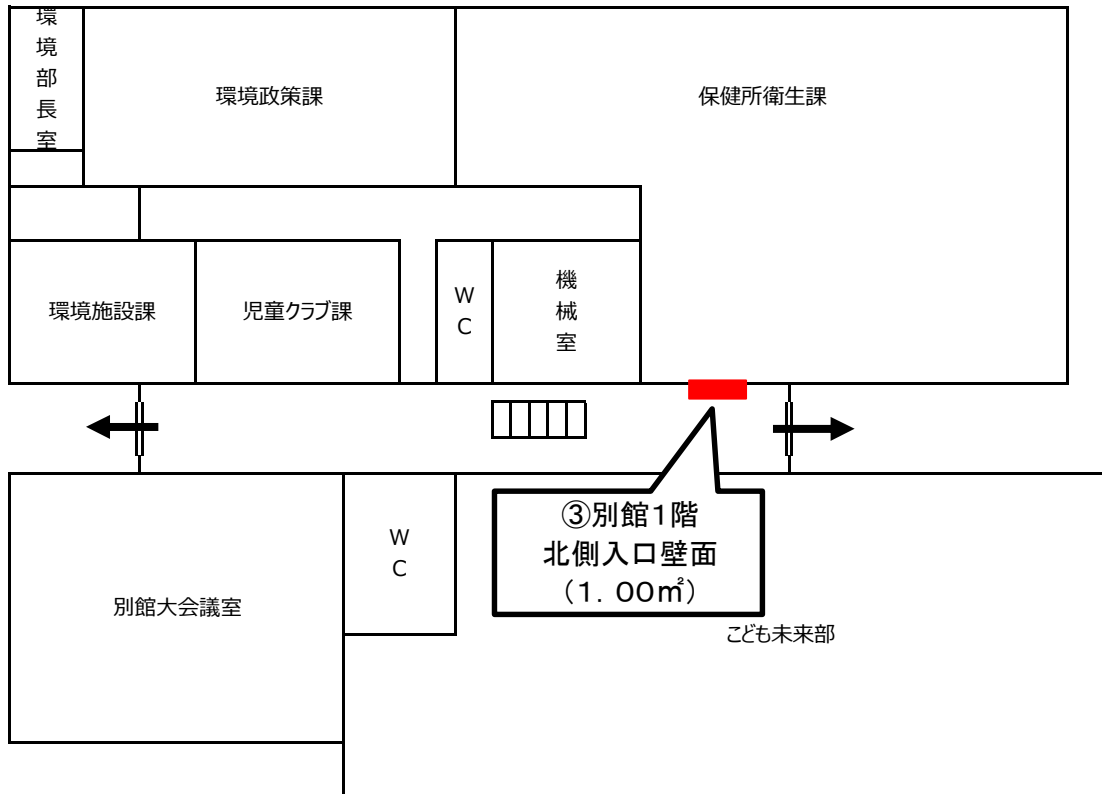 環境部長室
環境政策課
保健所衛生課
環境施設課
児童クラブ課
WC
機械室
③別館1階
北側入口壁面
（1．00㎡）
WC
別館大会議室
こども未来部